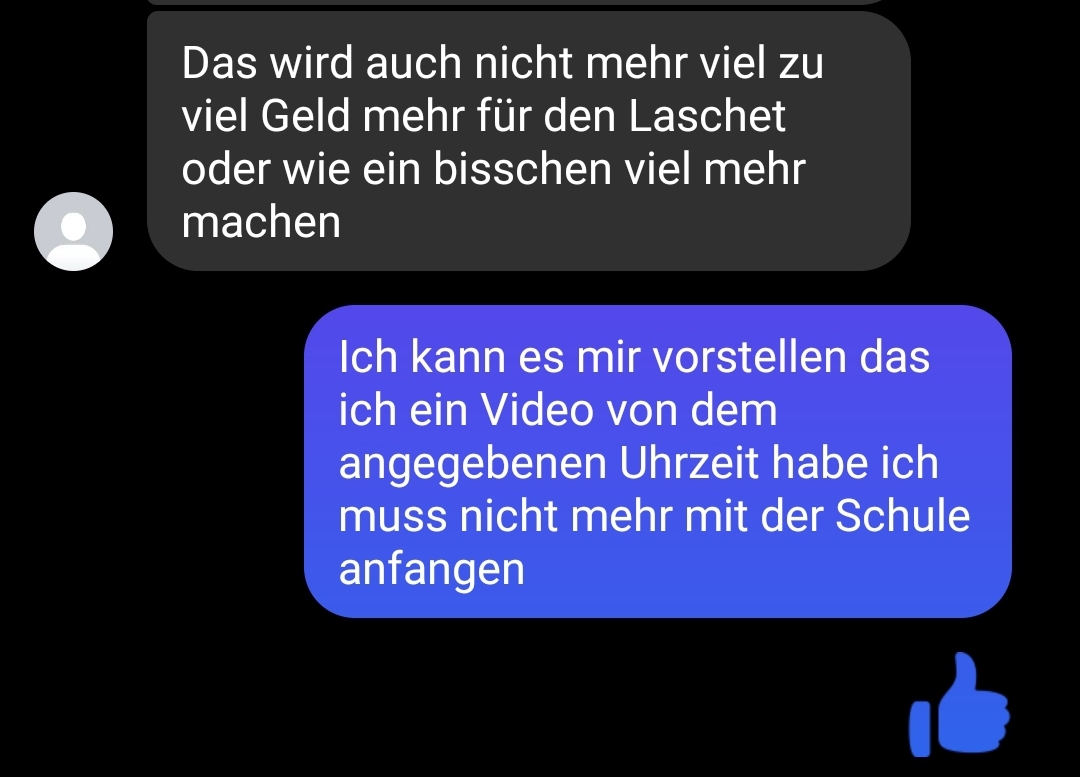 Das wird auch nicht mehr viel zu
viel Geld mehr für den Laschet
oder wie ein bisschen viel mehr
machen
Ich kann es mir vorstellen das
ich ein Video von dem
angegebenen Uhrzeit habe ich
muss nicht mehr mit der Schule
anfangen